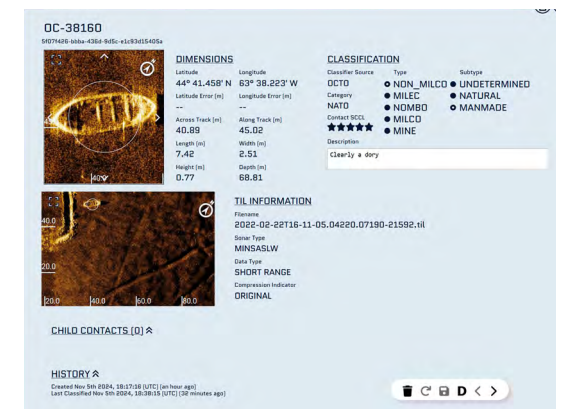 OC-38160
5f07f426-bbba-436d-9d5c-e1c93d15405a
DIMENSIONS
Latitude Longitude
44° 41.458' N 63° 38.223' W
Latitude Error (m) Longitude Error (m)
-- --
Across Track (m) Along Track (m)
40.89 45.02
Length (m) Width (m)
7.42 2.51
Height (m) Depth (m)
0.77 68.81
CLASSIFICATION
Classifier Source Type Subtype
OCTO NON_MILCO UNDETERMINED
Category MILEC NATURAL
NATO NOMBO MANMADE
Contact SCCL MILCO
MINE
Description
Clearly a dory
40.0
40.0
20.0
20.0 40.0 60.0 80.0
TIL INFORMATION
Filename
2022-02-22T16-11-05.04220.07190-21592.til
Sonar Type
MINSASLW
Data Type
SHORT RANGE
Compression Indicator
ORIGINAL
CHILD CONTACTS (0)
HISTORY
Created Nov 5th 2024, 18:17:16 (UTC) (an hour ago)
Last Classified Nov 5th 2024, 18:38:15 (UTC) (32 minutes ago)
D